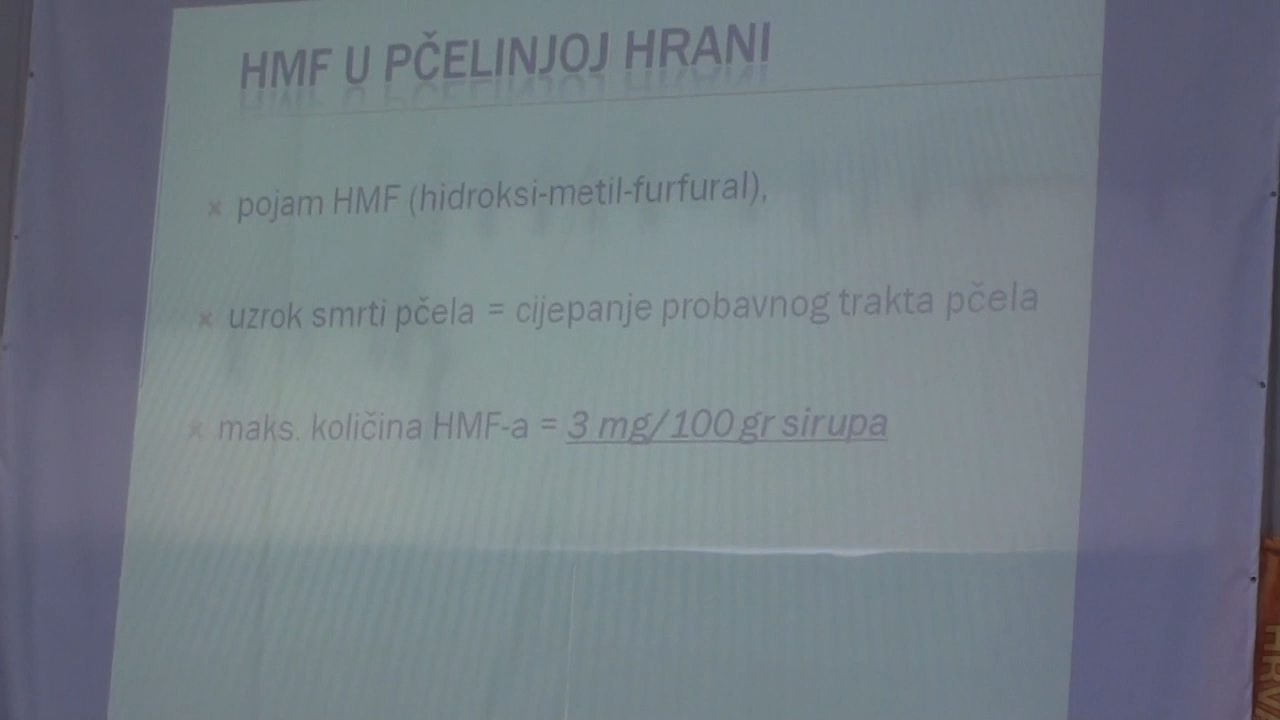 HMF U PČELINJOJ HRANI
pojam HMF (hidroksi-metil-furfural),
uzrok smrti pčela = cijepanje probavnog trakta pčela
maks. količina HMF-a = 3 mg/100 gr sirupa